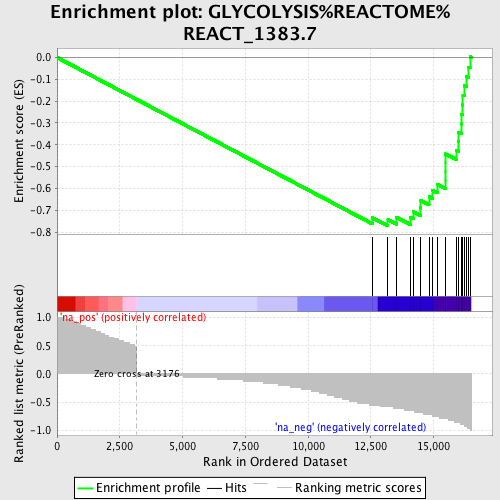 Enrichment plot: GLYCOLYSIS%REACTOME%
REACT_1383.7
Enrichment score (ES)
0.0
-0.1
-0.2
-0.3
-0.4
-0.5
-0.6
-0.7
-0.8
Ranked list metric (PreRanked)
1.0
0.5
0.0
-0.5
-1.0
'na_pos' (positively correlated)
Zero cross at 3176
'na_neg' (negatively correlated)
0 2,500 5,000 7,500 10,000 12,500 15,000
Rank in Ordered Dataset
Enrichment profile Hits Ranking metric scores